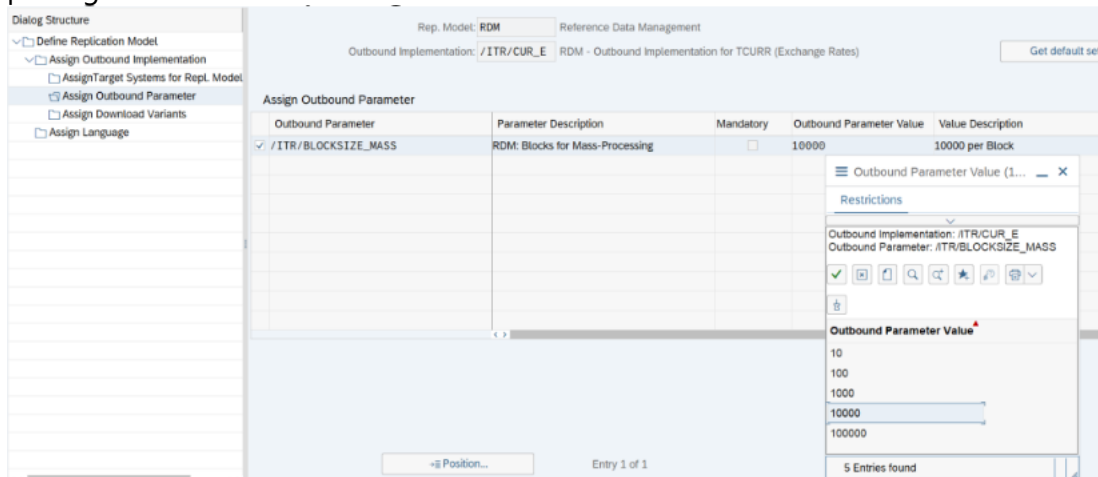 Dialog Structure
Define Replication Model
Assign Outbound Implementation
AssignTarget Systems for Repl. Model
Assign Outbound Parameter
Assign Download Variants
Assign Language
Rep. Model: RDM Reference Data Management
Outbound Implementation: /ITR/CUR_E RDM - Outbound Implementation for TCURR (Exchange Rates)
Get default se
Assign Outbound Parameter
Outbound Parameter Parameter Description Mandatory Outbound Parameter Value Value Description
/ITR/BLOCKSIZE_MASS RDM: Blocks for Mass-Processing 10000 10000 per Block
Outbound Parameter Value (1...
Restrictions
Outbound Implementation: /ITR/CUR_E
Outbound Parameter: /ITR/BLOCKSIZE_MASS
Outbound Parameter Value
10
100
1000
10000
100000
5 Entries found
Position...
Entry 1 of 1